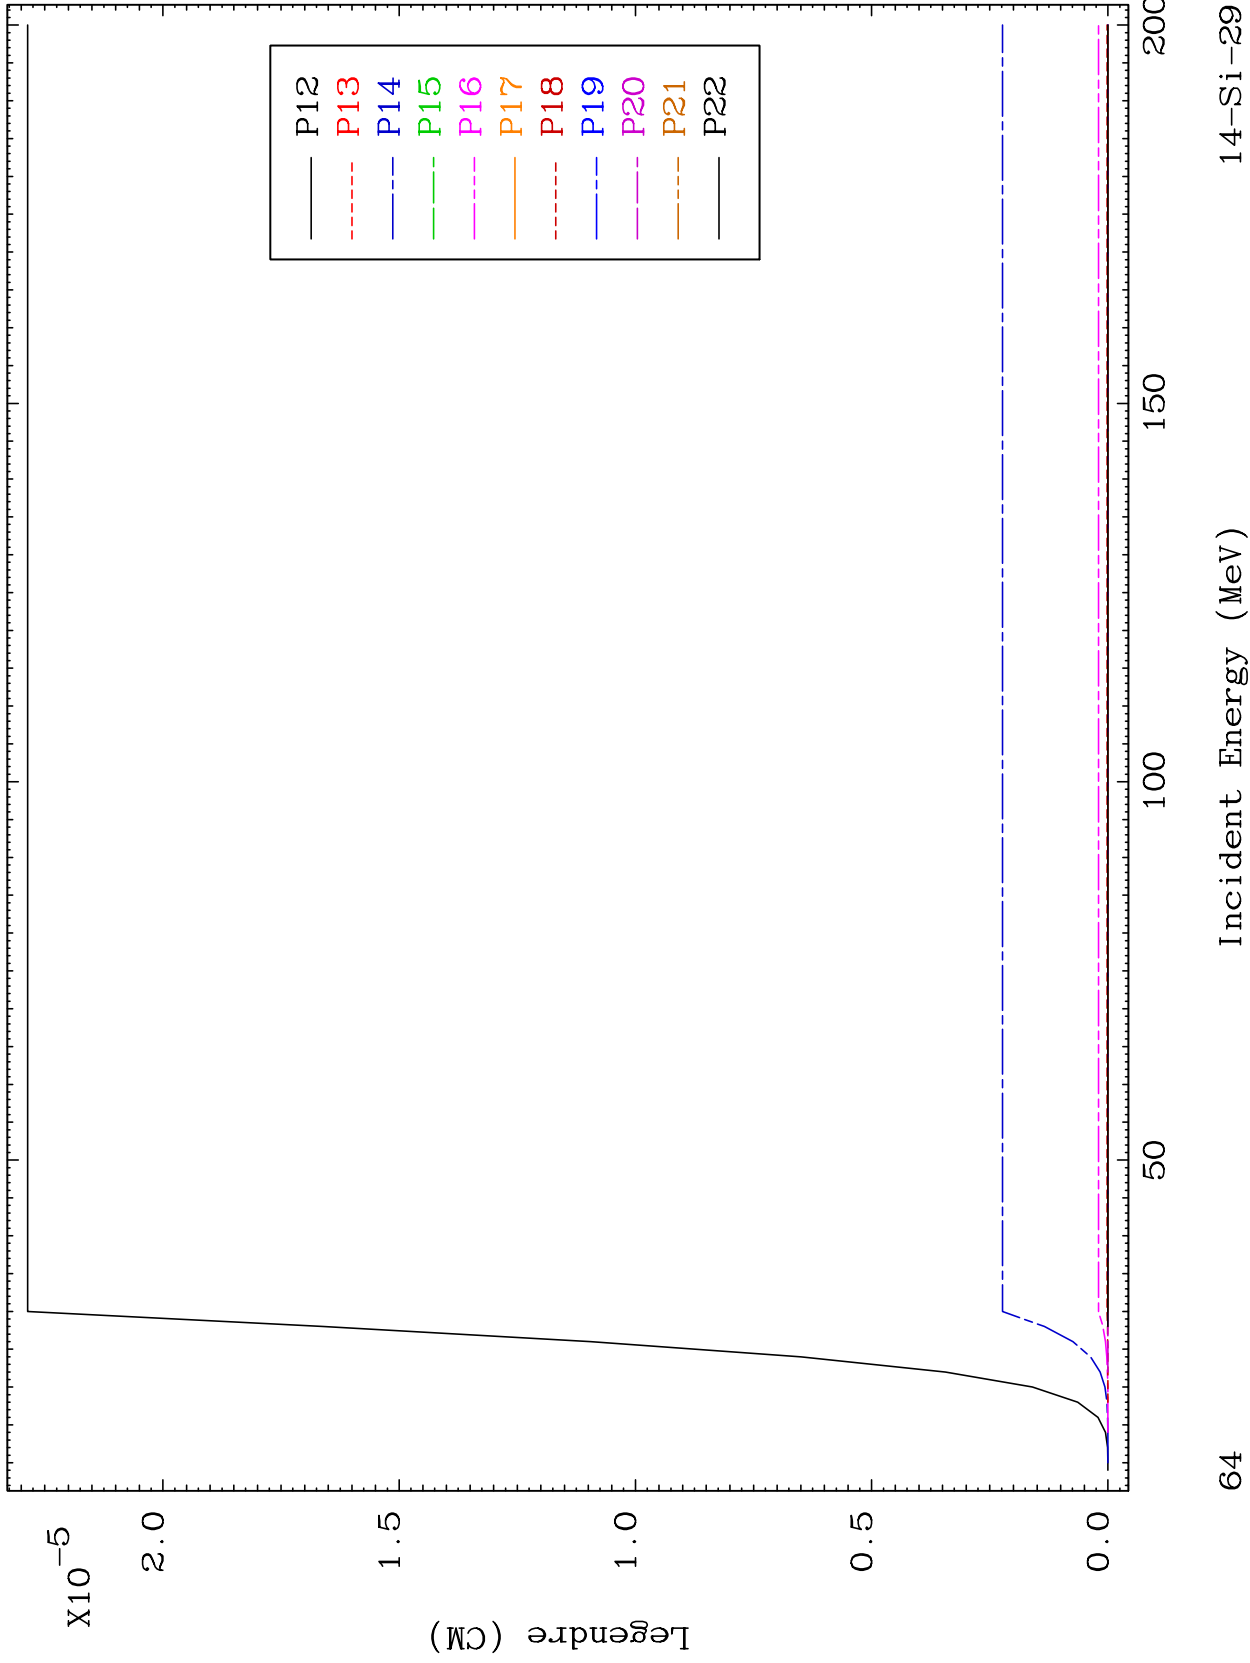 X10-5
2.0
1.5
1.0
0.5
0.0
Legendre (CM)
P12
P13
P14
P15
P16
P17
P18
P19
P20
P21
P22
50
100
150
200
Incident Energy (MeV)
64
14-Si-29